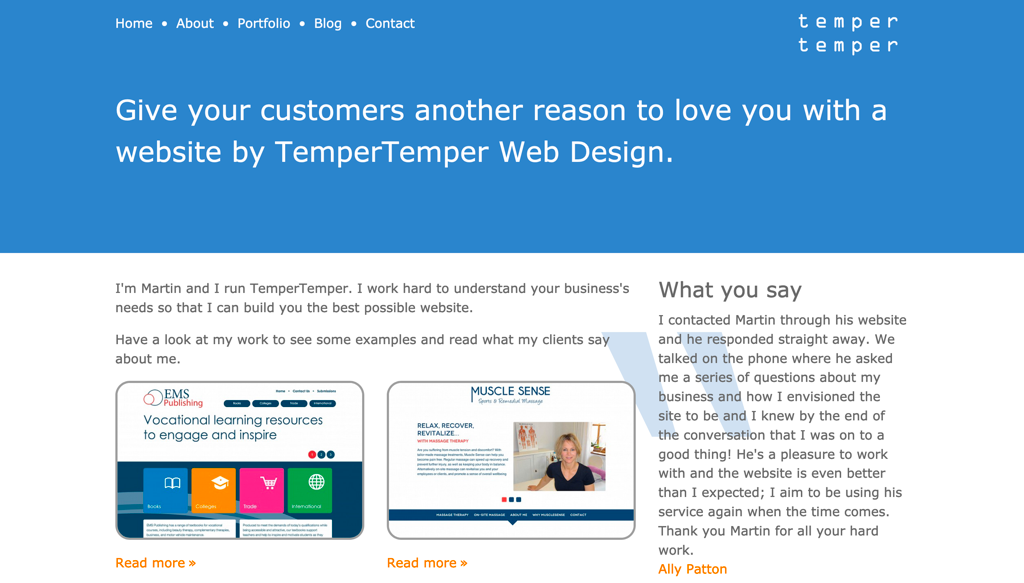 Home • About • Portfolio • Blog • Contact
temper
temper
Give your customers another reason to love you with a
website by TemperTemper Web Design.
I'm Martin and I run TemperTemper. I work hard to understand your business's
needs so that I can build you the best possible website.
Have a look at my work to see some examples and read what my clients say
about me.
EMS
Publishing
Home • Contact Us • Submissions
Books Colleges Trade International
Vocational learning resources
to engage and inspire
Books
Colleges
Trade
International
Read more »
MUSCLE SENSE
Sports & Remedial Massage
RELAX, RECOVER,
REVITALIZE...
WITH MASSAGE THERAPY
MASSAGE THERAPY ON-SITE MASSAGE ABOUT ME WHY MUSCLESENSE CONTACT
Read more »
What you say
I contacted Martin through his website
and he responded straight away. We
talked on the phone where he asked
me a series of questions about my
business and how I envisioned the
site to be and I knew by the end of
the conversation that I was on to a
good thing! He's a pleasure to work
with and the website is even better
than I expected; I aim to be using his
service again when the time comes.
Thank you Martin for all your hard
work.
Ally Patton